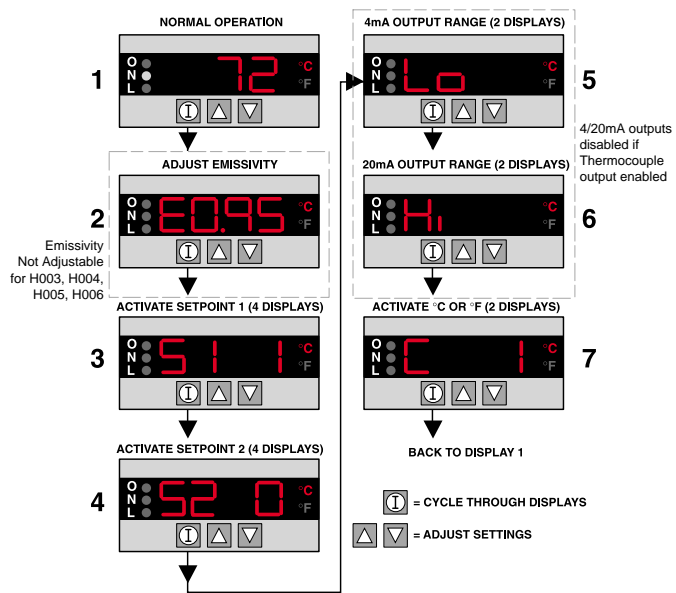 NORMAL OPERATION
1
O
N
L
72
°C
°F
I
ADJUST EMISSIVITY
2
O
N
L
E0.95
°C
°F
I
Emissivity
Not Adjustable
for H003, H004,
H005, H006
ACTIVATE SETPOINT 1 (4 DISPLAYS)
3
O
N
L
S1 1
°C
°F
I
ACTIVATE SETPOINT 2 (4 DISPLAYS)
4
O
N
L
S2 0
°C
°F
I
4mA OUTPUT RANGE (2 DISPLAYS)
O
N
L
Lo
°C
°F
5
I
4/20mA outputs
disabled if
Thermocouple
output enabled
20mA OUTPUT RANGE (2 DISPLAYS)
O
N
L
Hi
°C
°F
6
I
ACTIVATE °C OR °F (2 DISPLAYS)
O
N
L
C 1
°C
°F
7
I
BACK TO DISPLAY 1
I = CYCLE THROUGH DISPLAYS
= ADJUST SETTINGS